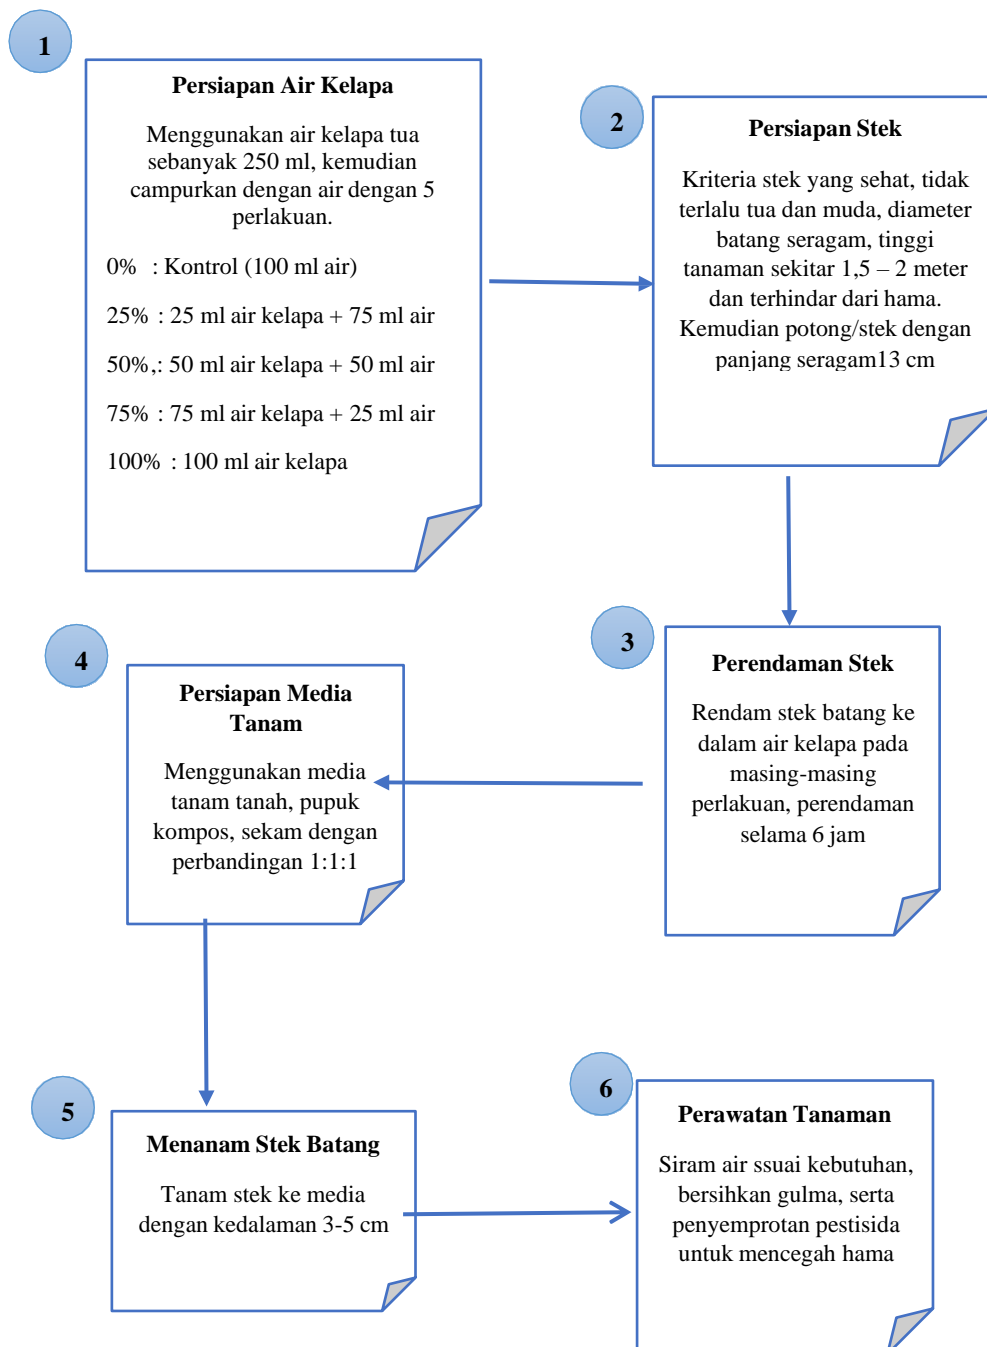 1
Persiapan Air Kelapa
Menggunakan air kelapa tua
sebanyak 250 ml, kemudian
campurkan dengan air dengan 5
perlakuan.
0% : Kontrol (100 ml air)
25% : 25 ml air kelapa + 75 ml air
50%,: 50 ml air kelapa + 50 ml air
75% : 75 ml air kelapa + 25 ml air
100% : 100 ml air kelapa
2
Persiapan Stek
Kriteria stek yang sehat, tidak
terlalu tua dan muda, diameter
batang seragam, tinggi
tanaman sekitar 1,5 – 2 meter
dan terhindar dari hama.
Kemudian potong/stek dengan
panjang seragam13 cm
3
Perendaman Stek
Rendam stek batang ke
dalam air kelapa pada
masing-masing
perlakuan, perendaman
selama 6 jam
4
Persiapan Media
Tanam
Menggunakan media
tanam tanah, pupuk
kompos, sekam dengan
perbandingan 1:1:1
5
Menanam Stek Batang
Tanam stek ke media
dengan kedalaman 3-5 cm
6
Perawatan Tanaman
Siram air ssuai kebutuhan,
bersihkan gulma, serta
penyemprotan pestisida
untuk mencegah hama